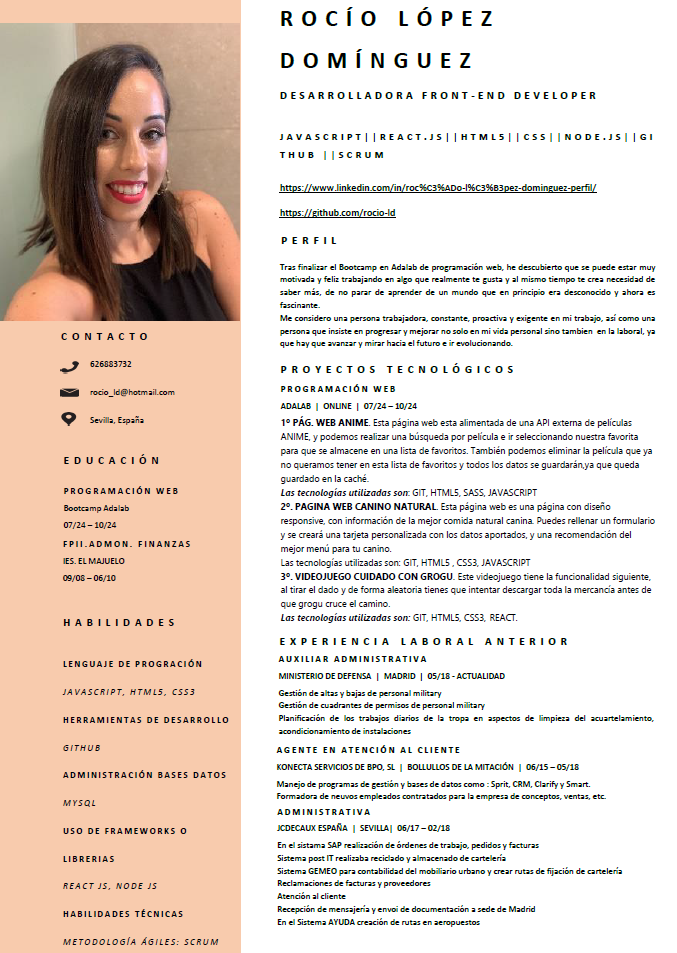 ROCÍO LÓPEZ
DOMÍNGUEZ
DESARROLLADORA FRONT-END DEVELOPER
JAVASCRIPT||REACT.JS||HTML5||CSS||NODE.JS||GI
THUB ||SCRUM
https://www.linkedin.com/in/roc%C3%ADo-l%C3%B3pez-dominguez-perfil/
https://github.com/rocio-ld
PERFIL
Tras finalizar el Bootcamp en Adalab de programación web, he descubierto que se puede estar muy
motivada y feliz trabajando en algo que realmente te gusta y al mismo tiempo te crea necesidad de
saber más, de no parar de aprender de un mundo que en principio era desconocido y ahora es
fascinante.
Me considero una persona trabajadora, constante, proactiva y exigente en mi trabajo, así como una
persona que insiste en progresar y mejorar no solo en mi vida personal sino tambien en la laboral, ya
que hay que avanzar y mirar hacia el futuro e ir evolucionando.
PROYECTOS TECNOLÓGICOS
PROGRAMACIÓN WEB
ADALAB | ONLINE | 07/24 – 10/24
1º PÁG. WEB ANIME. Esta página web esta alimentada de una API externa de películas
ANIME, y podemos realizar una búsqueda por película e ir seleccionando nuestra favorita
para que se almacene en una lista de favoritos. También podemos eliminar la película que ya
no queramos tener en esta lista de favoritos y todos los datos se guardarán,ya que queda
guardado en la caché.
Las tecnologías utilizadas son: GIT, HTML5, SASS, JAVASCRIPT
2º. PAGINA WEB CANINO NATURAL. Esta página web es una página con diseño
responsive, con información de la mejor comida natural canina. Puedes rellenar un formulario
y se creará una tarjeta personalizada con los datos aportados, y una recomendación del
mejor menú para tu canino.
Las tecnologías utilizadas son: GIT, HTML5 , CSS3, JAVASCRIPT
3º. VIDEOJUEGO CUIDADO CON GROGU. Este videojuego tiene la funcionalidad siguiente,
al tirar el dado y de forma aleatoria tienes que intentar descargar toda la mercancía antes de
que grogu cruce el camino.
Las tecnologías utilizadas son: GIT, HTML5, CSS3, REACT.
EXPERIENCIA LABORAL ANTERIOR
AUXILIAR ADMINISTRATIVA
MINISTERIO DE DEFENSA | MADRID | 05/18 - ACTUALIDAD
Gestión de altas y bajas de personal military
Gestión de cuadrantes de permisos de personal military
Planificación de los trabajos diarios de la tropa en aspectos de limpieza del acuartelamiento,
acondicionamiento de instalaciones
AGENTE EN ATENCIÓN AL CLIENTE
KONECTA SERVICIOS DE BPO, SL | BOLLULLOS DE LA MITACIÓN | 06/15 – 05/18
Manejo de programas de gestión y bases de datos como : Sprit, CRM, Clarify y Smart.
Formadora de neuvos empleados contratados para la empresa de conceptos, ventas, etc.
ADMINISTRATIVA
JCDECAUX ESPAÑA | SEVILLA| 06/17 – 02/18
En el sistama SAP realización de órdenes de trabajo, pedidos y facturas
Sistema post IT realizaba reciclado y almacenado de cartelería
Sistema GEMEO para contabilidad del mobiliario urbano y crear rutas de fijación de cartelería
Reclamaciones de facturas y proveedores
Atención al cliente
Recepción de mensajería y envoi de documentación a sede de Madrid
En el Sistema AYUDA creación de rutas en aeropuestos
CONTACTO
626883732
rocio_ld@hotmail.com
Sevilla, España
EDUCACIÓN
PROGRAMACIÓN WEB
Bootcamp Adalab
07/24 – 10/24
FPII.ADMON. FINANZAS
IES. EL MAJUELO
09/08 – 06/10
HABILIDADES
LENGUAJE DE PROGRACIÓN
JAVASCRIPT, HTML5, CSS3
HERRAMIENTAS DE DESARROLLO
GITHUB
ADMINISTRACIÓN BASES DATOS
MYSQL
USO DE FRAMEWORKS O
LIBRERIAS
REACT JS, NODE JS
HABILIDADES TÉCNICAS
METODOLOGÍA ÁGILES: SCRUM